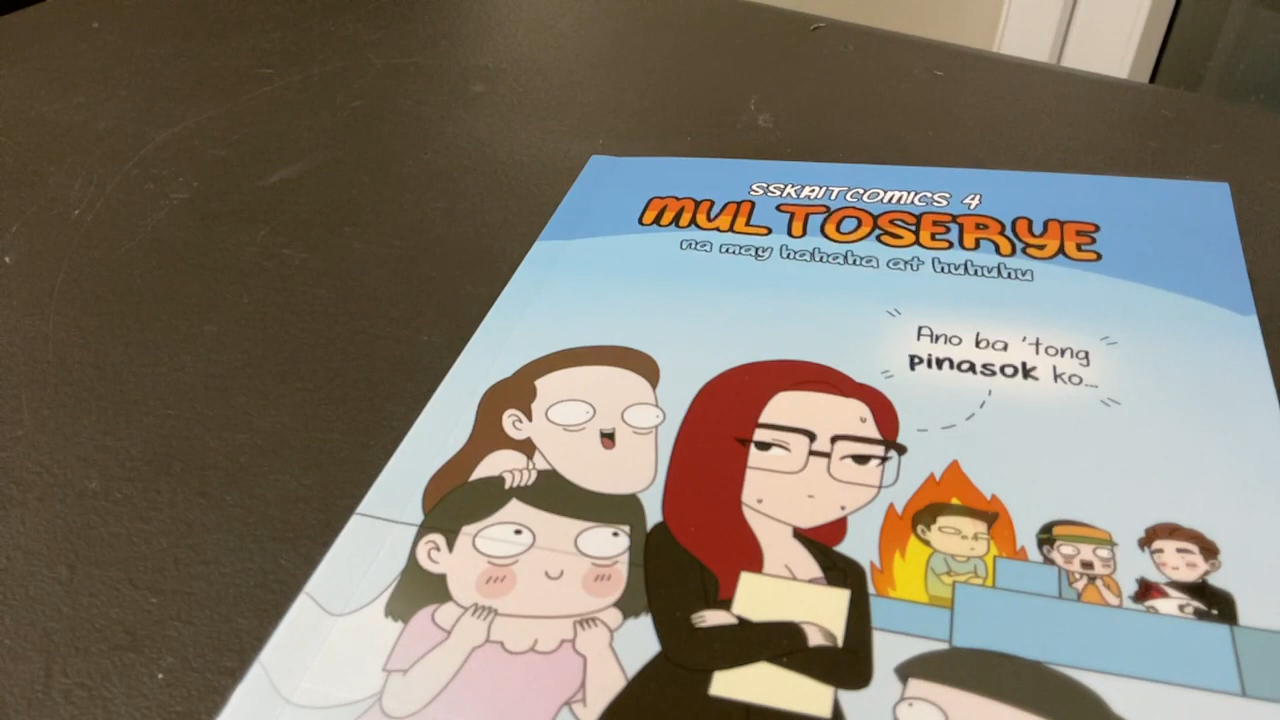 SSKAITCOMICS 4
MULTOSERYE
na may hahaha at huhuhu
Ano ba 'tong
pinasok ko...